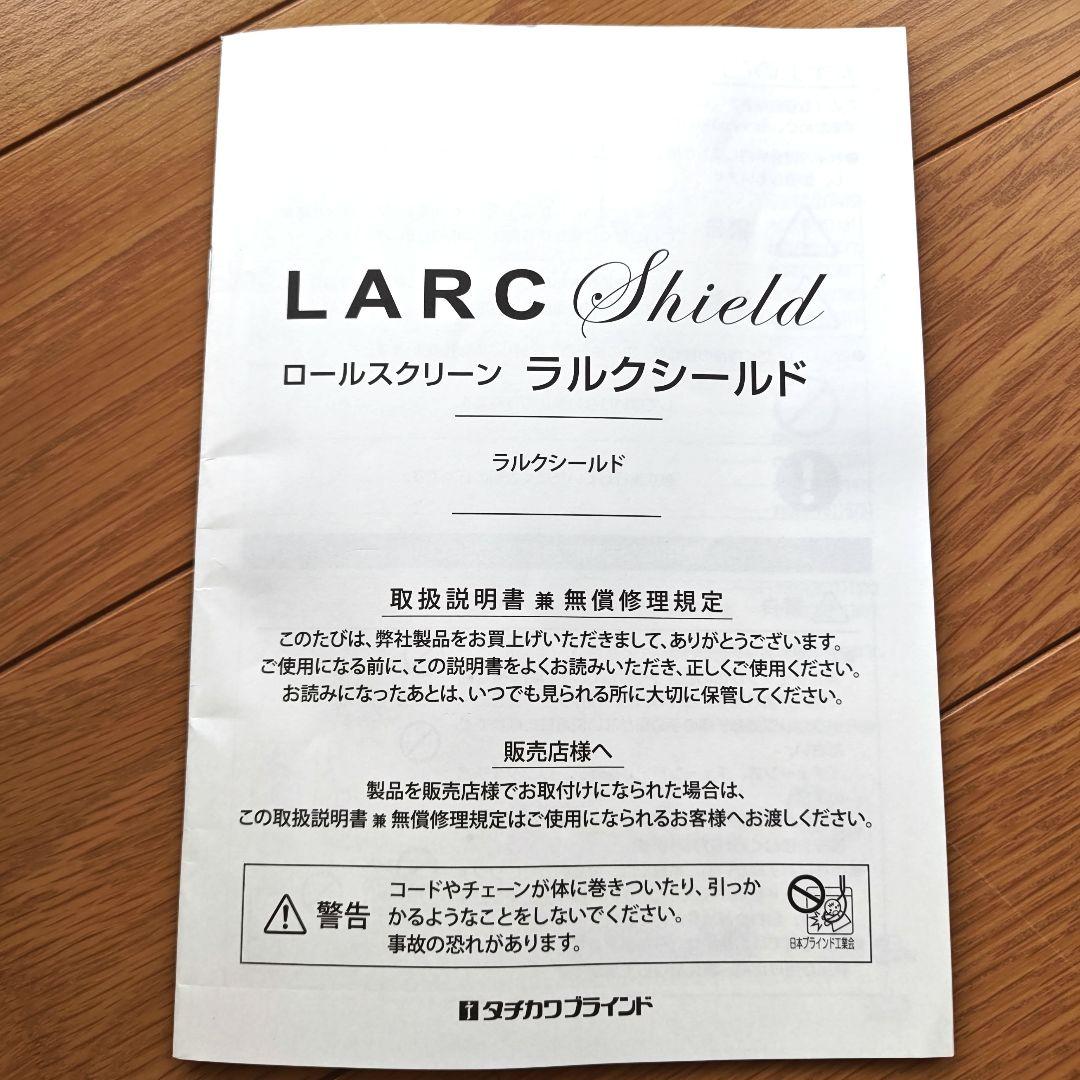 LARC Shield
ロールスクリーン ラルクシールド
ラルクシールド
取扱説明書 兼 無償修理規定
このたびは、弊社製品をお買上げいただきまして、ありがとうございます。
ご使用になる前に、この説明書をよくお読みいただき、正しくご使用ください。
お読みになったあとは、いつでも見られる所に大切に保管してください。
販売店様へ
製品を販売店様でお取付けになられた場合は、
この取扱説明書 兼 無償修理規定はご使用になられるお客様へお渡しください。
警告
コードやチェーンが体に巻きついたり、引っか
かるようなことをしないでください。
事故の恐れがあります。
日本ブラインド工業会
タチカワブラインド